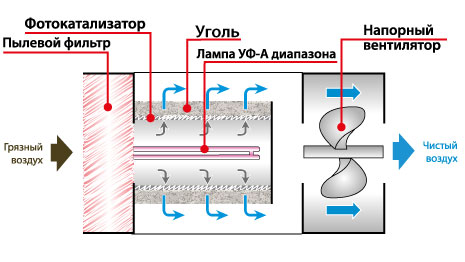 Фотокатализатор
Уголь
Напорный
вентилятор
Пылевой фильтр
Лампа УФ-А диапазона
Грязный
воздух
Чистый
воздух